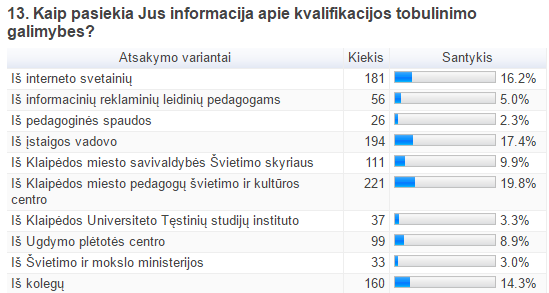 13. Kaip pasiekia Jus informacija apie kvalifikacijos tobulinimo
galimybes?
Atsakymo variantai Kiekis Santykis
Iš interneto svetainių 181 16.2%
Iš informacinių reklaminių leidinių pedagogams 56 5.0%
Iš pedagoginės spaudos 26 2.3%
Iš įstaigos vadovo 194 17.4%
Iš Klaipėdos miesto savivaldybės Švietimo skyriaus 111 9.9%
Iš Klaipėdos miesto pedagogų švietimo ir kultūros 221 19.8%
centro
Iš Klaipėdos Universiteto Tęstinių studijų instituto 37 3.3%
Iš Ugdymo plėtotės centro 99 8.9%
Iš Švietimo ir mokslo ministerijos 33 3.0%
Iš kolegų 160 14.3%